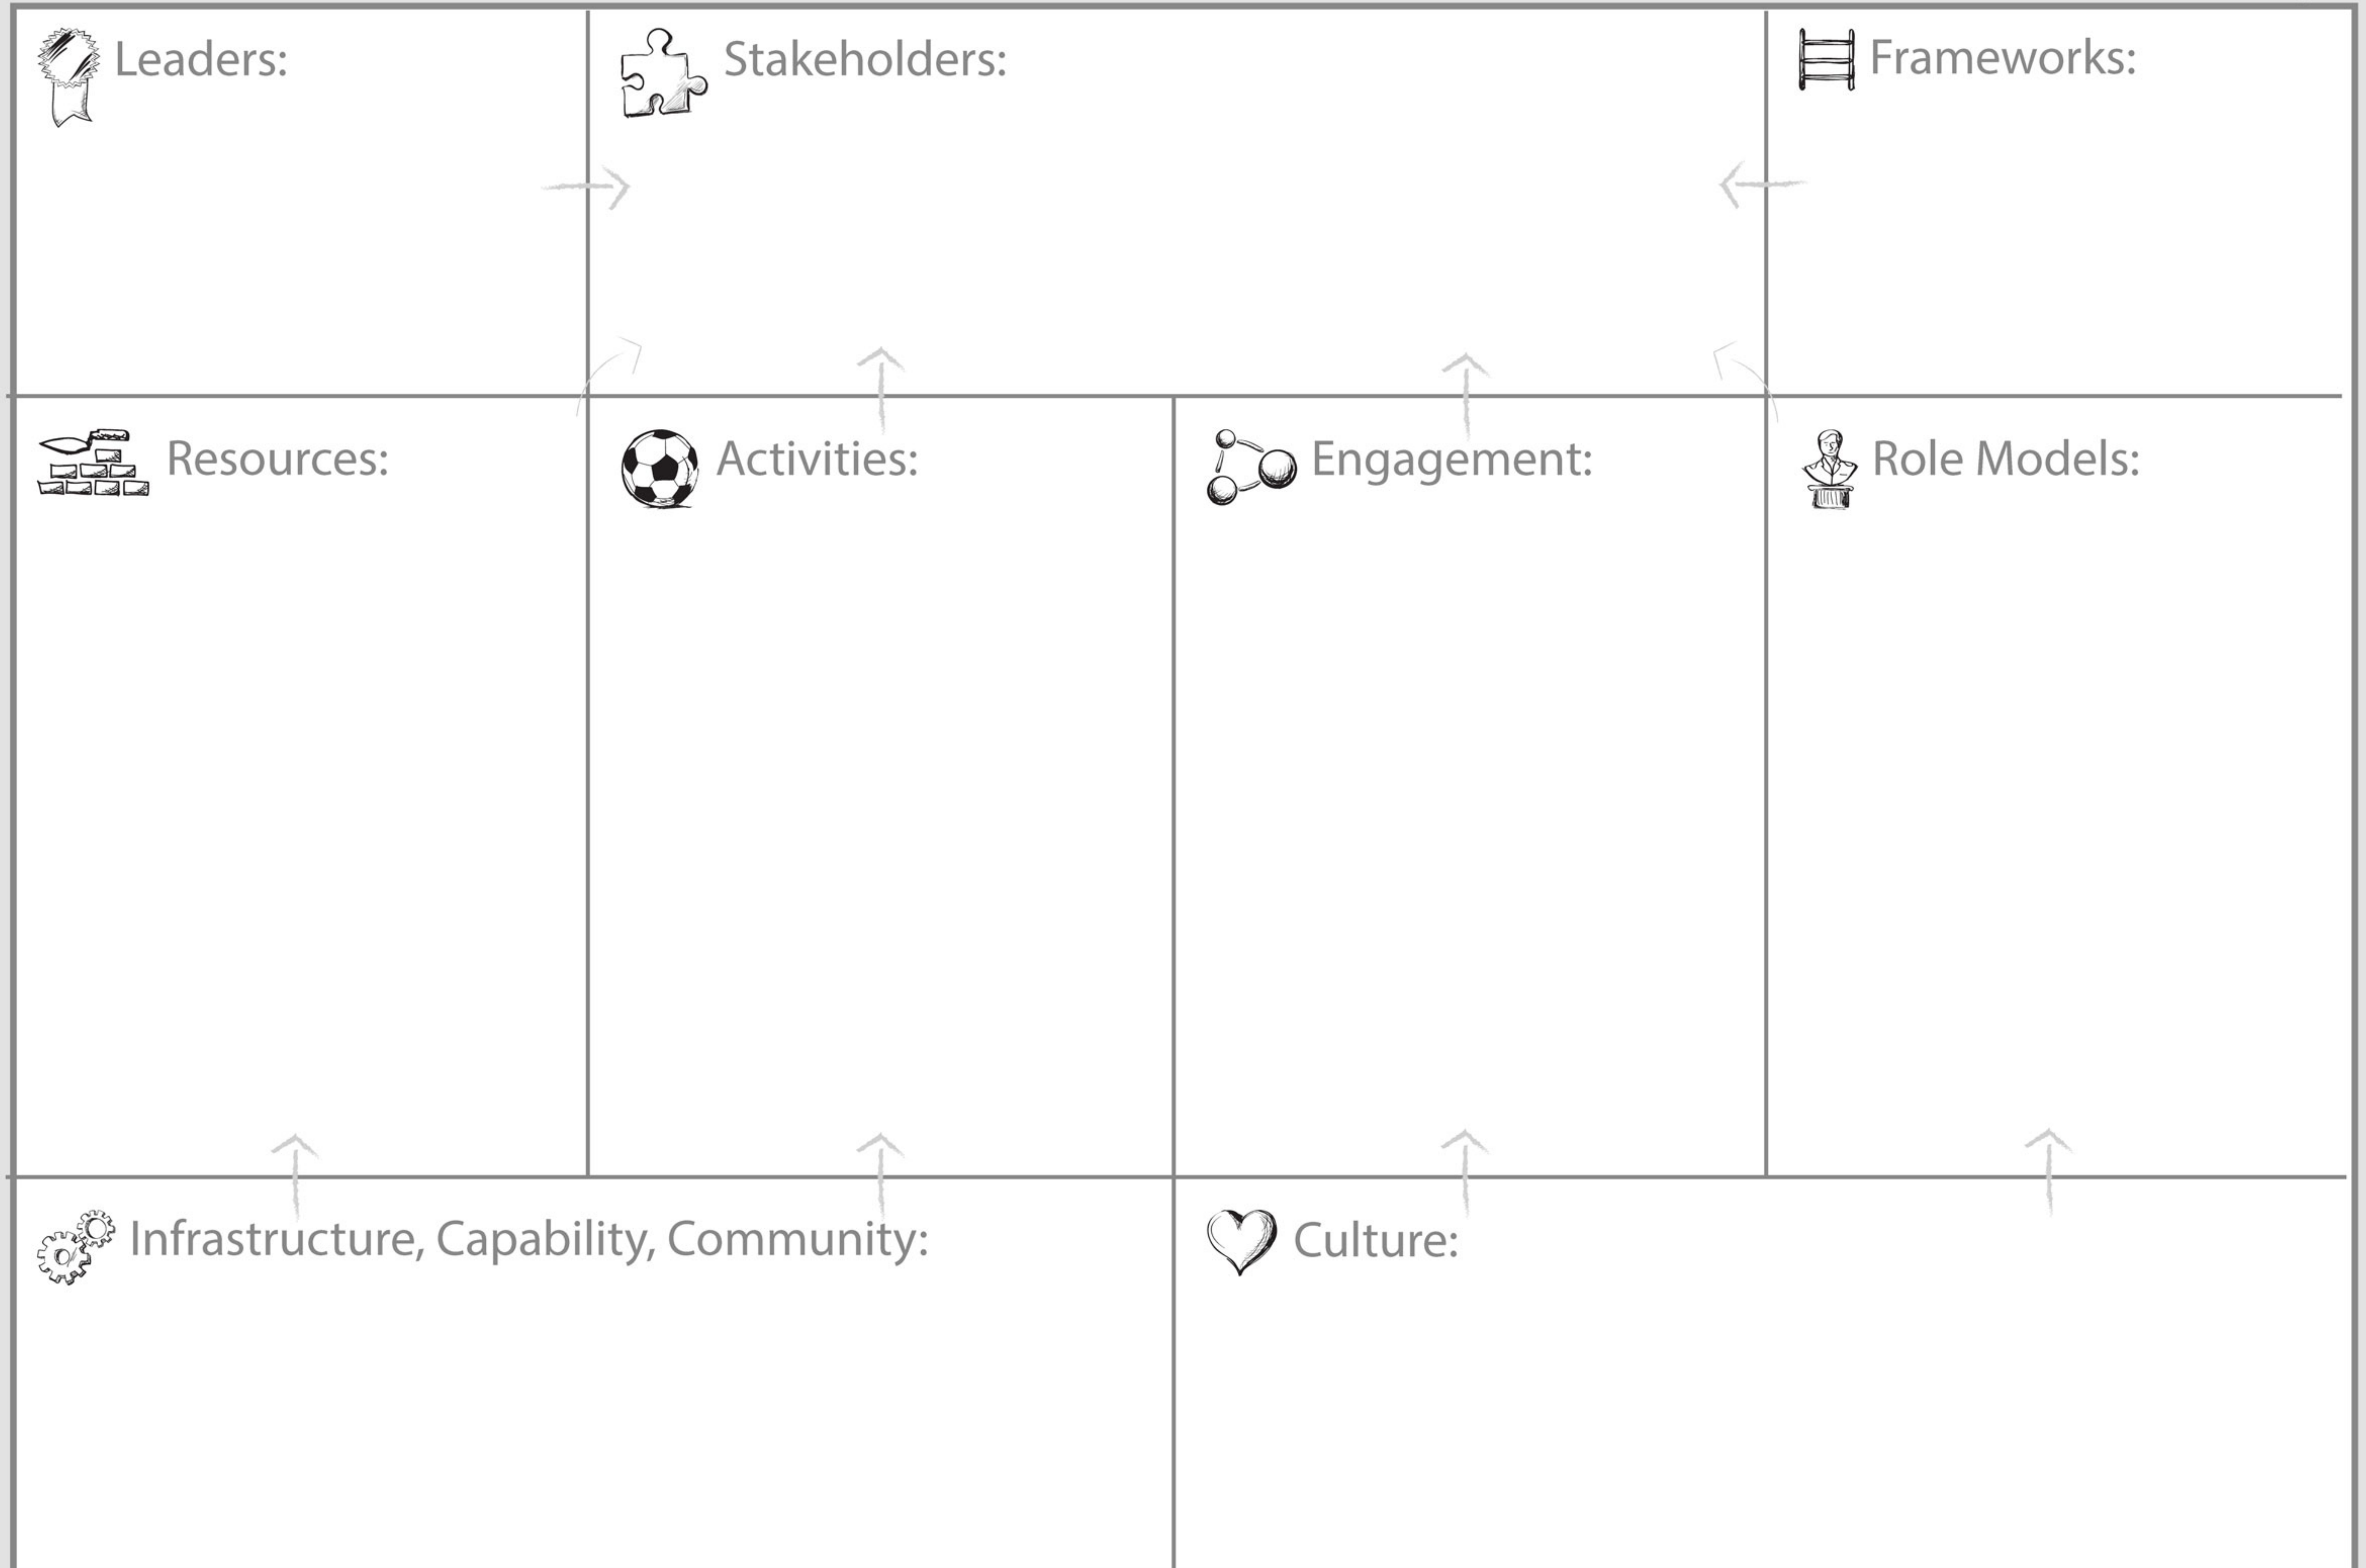 Leaders:
Stakeholders:
Frameworks:
Resources:
Activities:
Engagement:
Role Models:
Infrastructure, Capability, Community:
Culture: